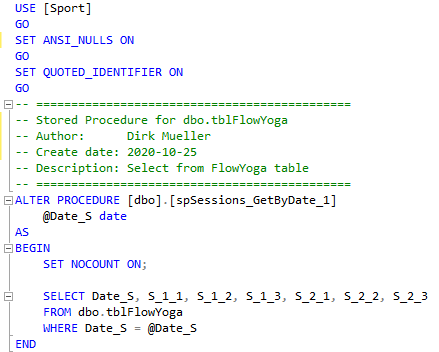 USE [Sport]
GO
SET ANSI_NULLS ON
GO
SET QUOTED_IDENTIFIER ON
GO
-- =============================================
-- Stored Procedure for dbo.tblFlowYoga
-- Author:      Dirk Mueller
-- Create date: 2020-10-25
-- Description: Select from FlowYoga table
-- =============================================
ALTER PROCEDURE [dbo].[spSessions_GetByDate_1]
    @Date_S date
AS
BEGIN
    SET NOCOUNT ON;

    SELECT Date_S, S_1_1, S_1_2, S_1_3, S_2_1, S_2_2, S_2_3
    FROM dbo.tblFlowYoga
    WHERE Date_S = @Date_S
END